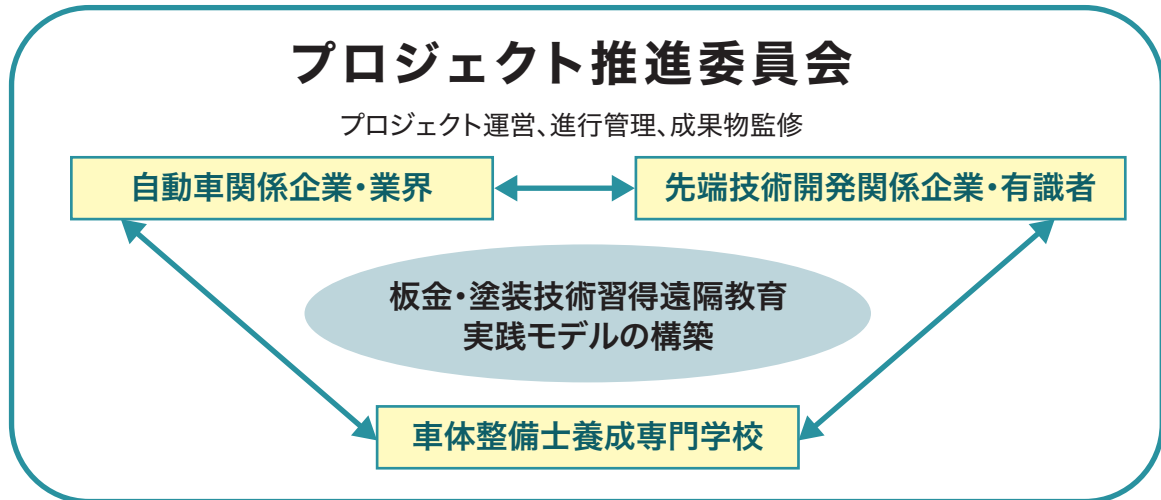 プロジェクト推進委員会
プロジェクト運営、進行管理、成果物監修
自動車関係企業・業界
先端技術開発関係企業・有識者
板金・塗装技術習得遠隔教育
実践モデルの構築
車体整備士養成専門学校